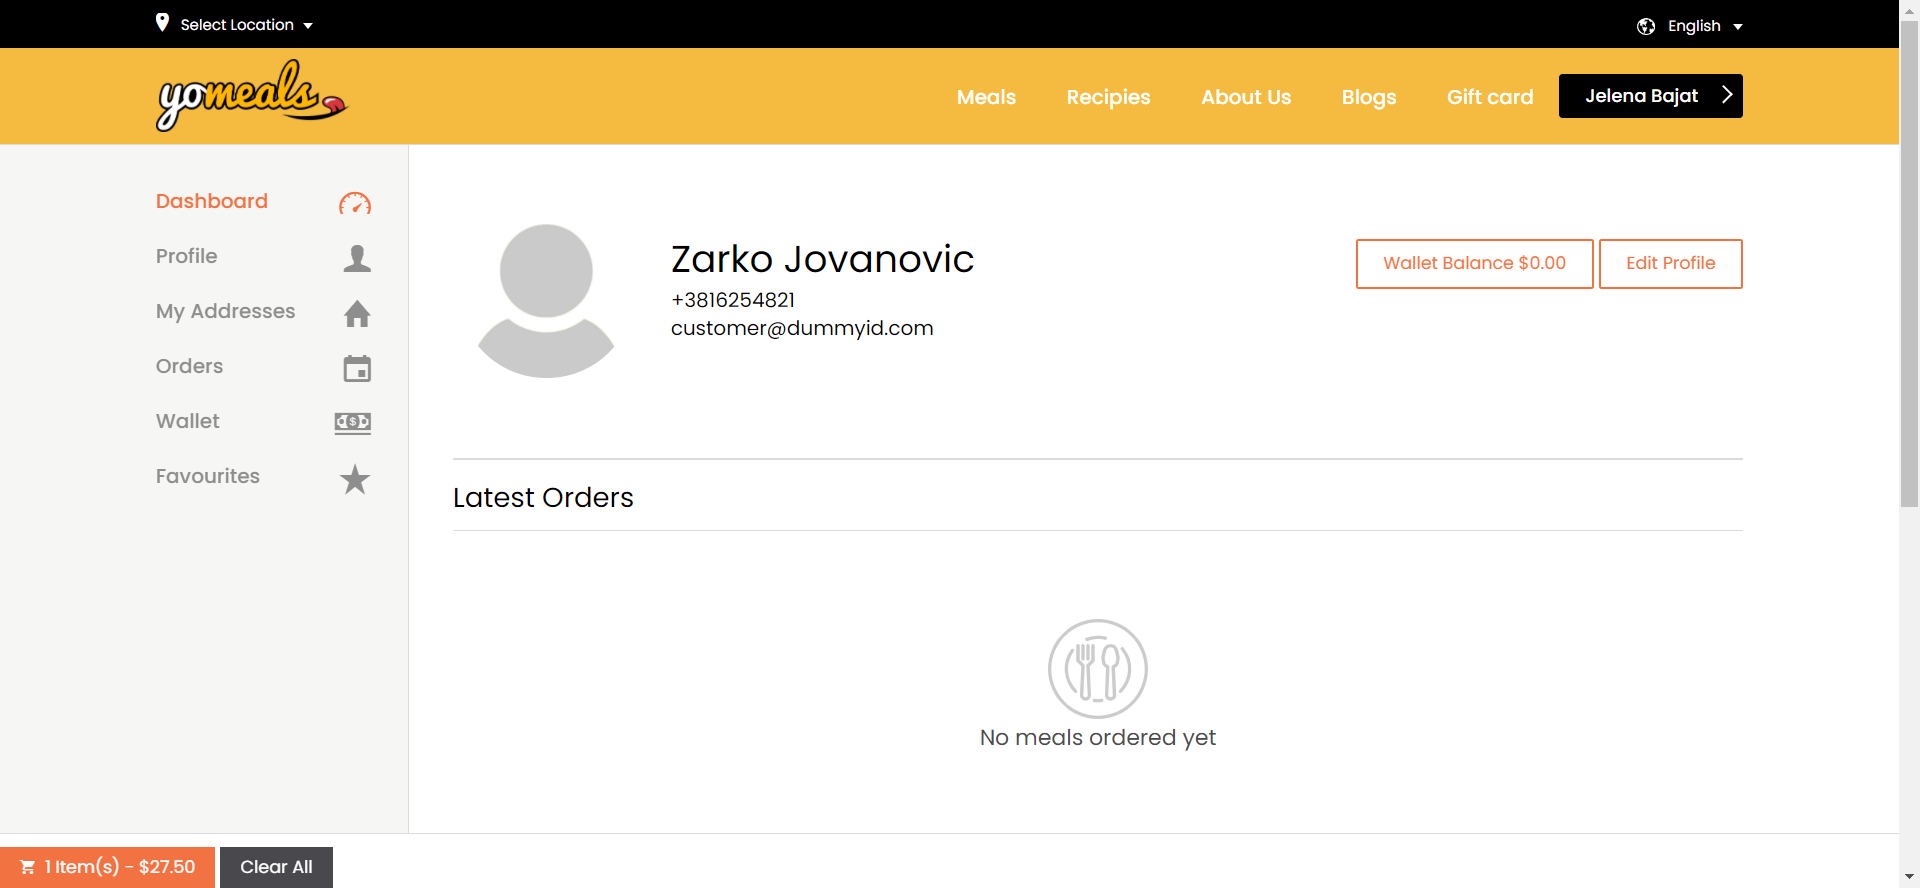 Select Location
English
yomeals
Meals
Recipies
About Us
Blogs
Gift card
Jelena Bajat
Dashboard
Profile
My Addresses
Orders
Wallet
Favourites
Zarko Jovanovic
+3816254821
customer@dummyid.com
Wallet Balance $0.00
Edit Profile
Latest Orders
No meals ordered yet
1 Item(s) - $27.50
Clear All